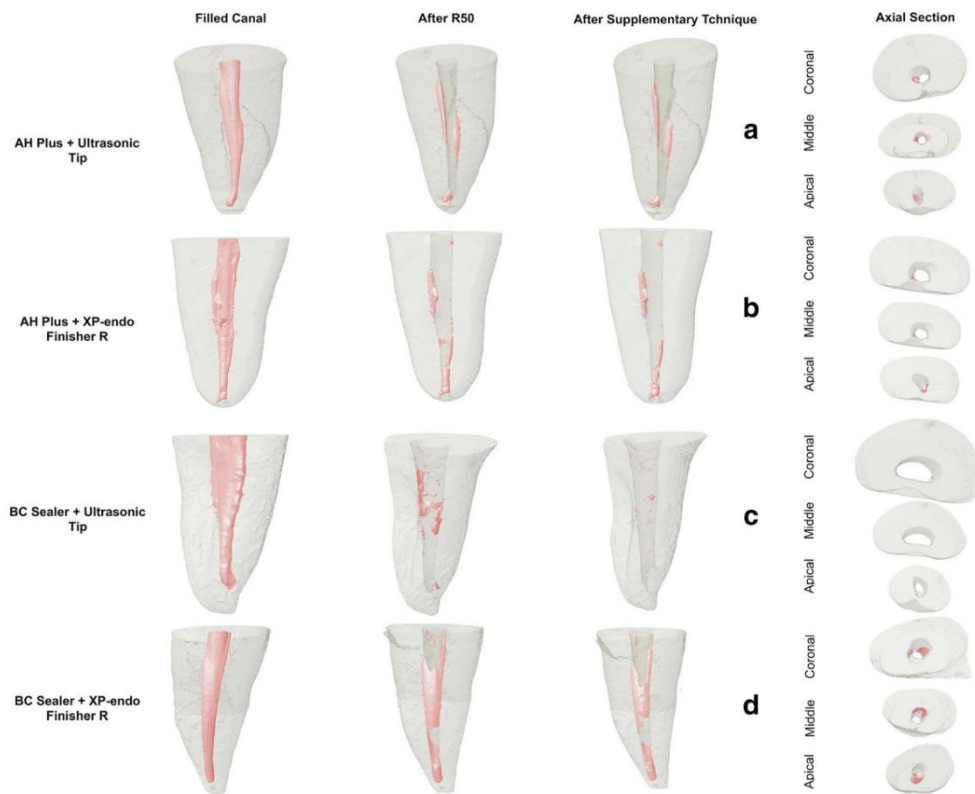 Filled Canal
After R50
After Supplementary Tchnique
Axial Section
AH Plus + Ultrasonic
Tip
a
Coronal
Middle
Apical
AH Plus + XP-endo
Finisher R
b
Coronal
Middle
Apical
BC Sealer + Ultrasonic
Tip
c
Coronal
Middle
Apical
BC Sealer + XP-endo
Finisher R
d
Coronal
Middle
Apical